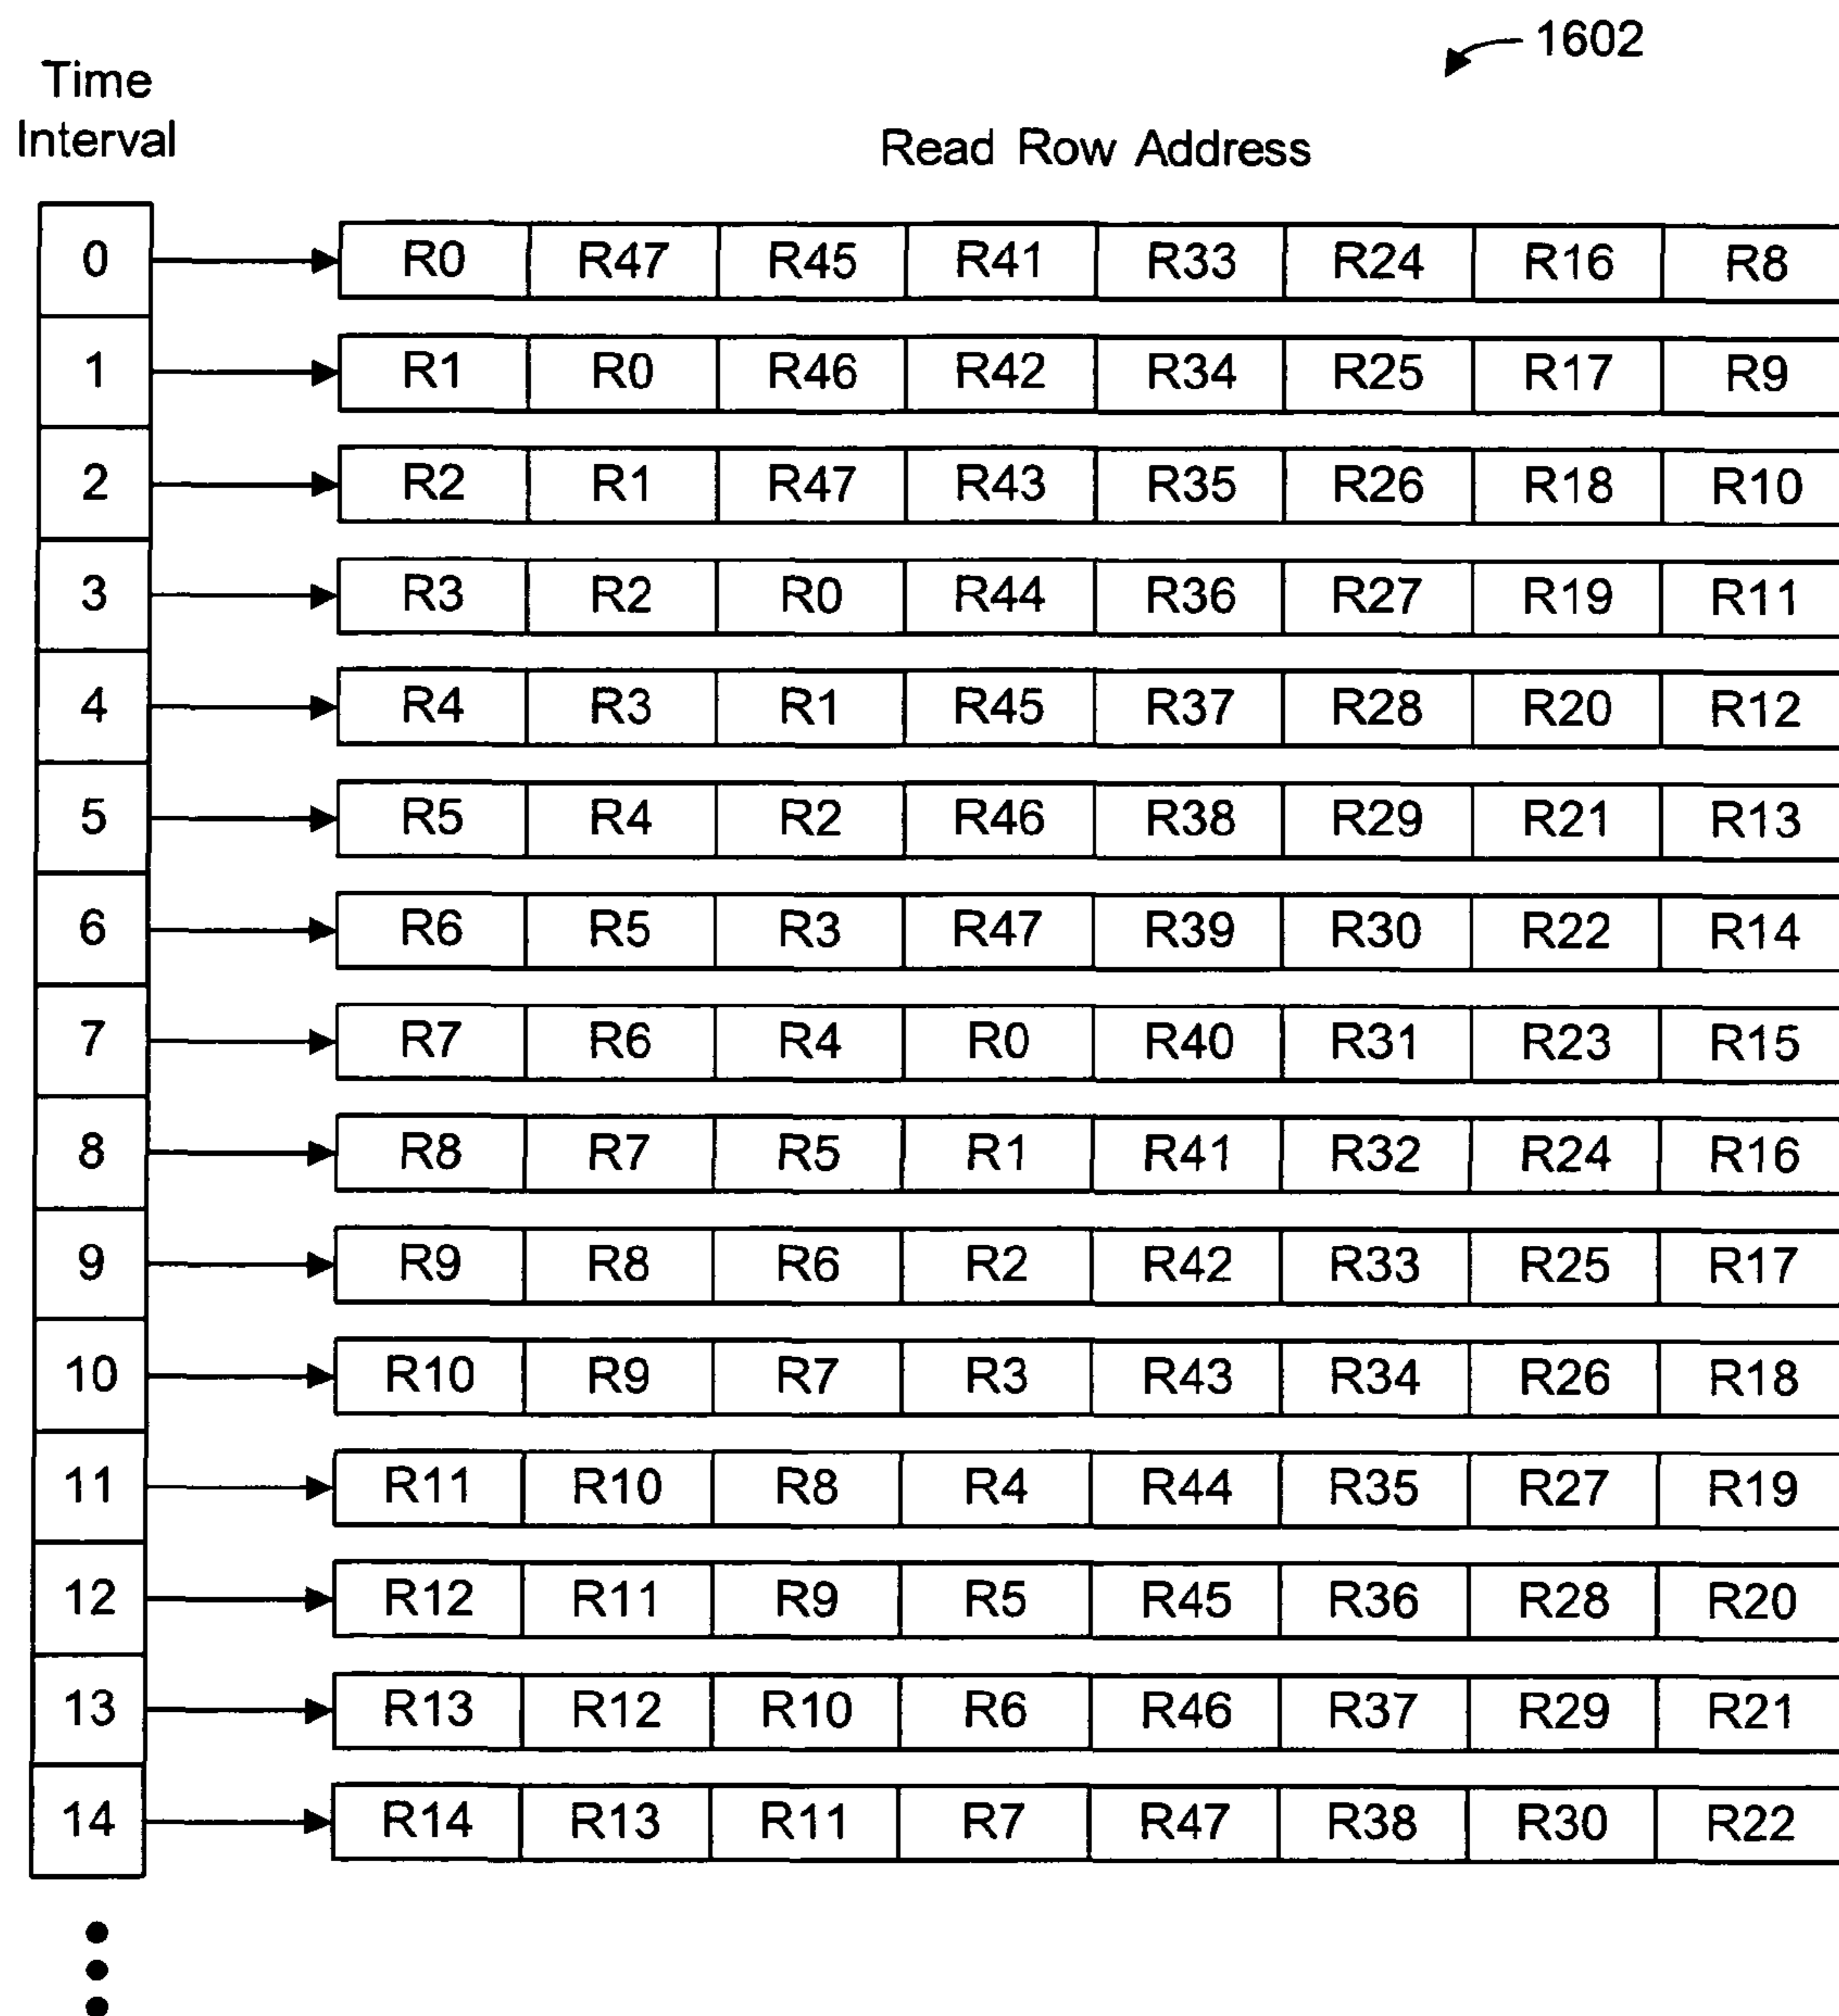 1602
Time
Interval
Read Row Address
0 R0 R47 R45 R41 R33 R24 R16 R8
1 R1 R0 R46 R42 R34 R25 R17 R9
2 R2 R1 R47 R43 R35 R26 R18 R10
3 R3 R2 R0 R44 R36 R27 R19 R11
4 R4 R3 R1 R45 R37 R28 R20 R12
5 R5 R4 R2 R46 R38 R29 R21 R13
6 R6 R5 R3 R47 R39 R30 R22 R14
7 R7 R6 R4 R0 R40 R31 R23 R15
8 R8 R7 R5 R1 R41 R32 R24 R16
9 R9 R8 R6 R2 R42 R33 R25 R17
10 R10 R9 R7 R3 R43 R34 R26 R18
11 R11 R10 R8 R4 R44 R35 R27 R19
12 R12 R11 R9 R5 R45 R36 R28 R20
13 R13 R12 R10 R6 R46 R37 R29 R21
14 R14 R13 R11 R7 R47 R38 R30 R22